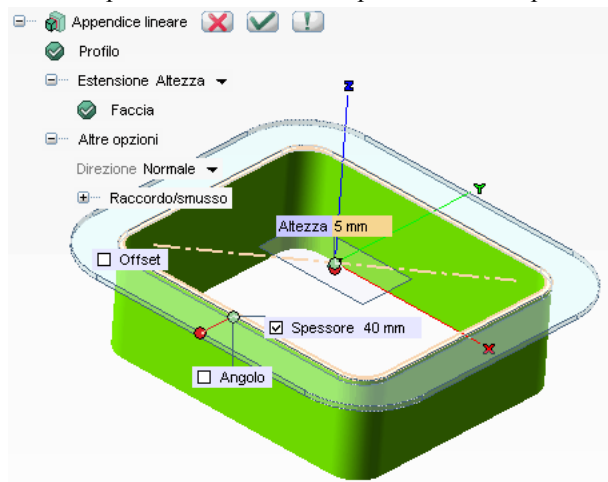 Appendice lineare
Profilo
Estensione Altezza
Faccia
Altre opzioni
Direzione Normale
Raccordo/smusso
Z
Y
Altezza 5 mm
Offset
Spessore 40 mm
X
Angolo